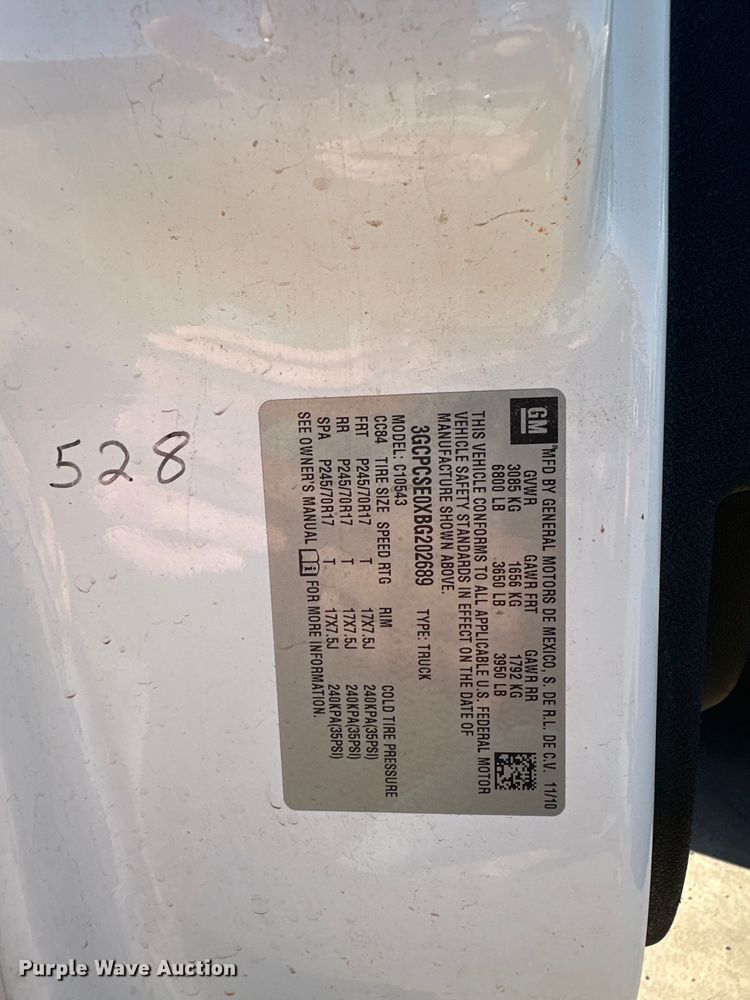 528
GM
MFD BY GENERAL MOTORS DE MEXICO, S. DE R.L. DE C.V. 11/10
GVWR GAWR FRT GAWR RR
3085 KG 1656 KG 1792 KG
6800 LB 3650 LB 3950 LB
THIS VEHICLE CONFORMS TO ALL APPLICABLE U.S. FEDERAL MOTOR
VEHICLE SAFETY STANDARDS IN EFFECT ON THE DATE OF
MANUFACTURE SHOWN ABOVE.
3GCPCSE0XBG202689 TYPE: TRUCK
MODEL: C10543
CC84 TIRE SIZE SPEED RTG RIM COLD TIRE PRESSURE
FRT P245/70R17 T 17X7.5J 240KPA(35PSI)
RR P245/70R17 T 17X7.5J 240KPA(35PSI)
SPA P245/70R17 T 17X7.5J 240KPA(35PSI)
SEE OWNER'S MANUAL FOR MORE INFORMATION.
Purple Wave Auction